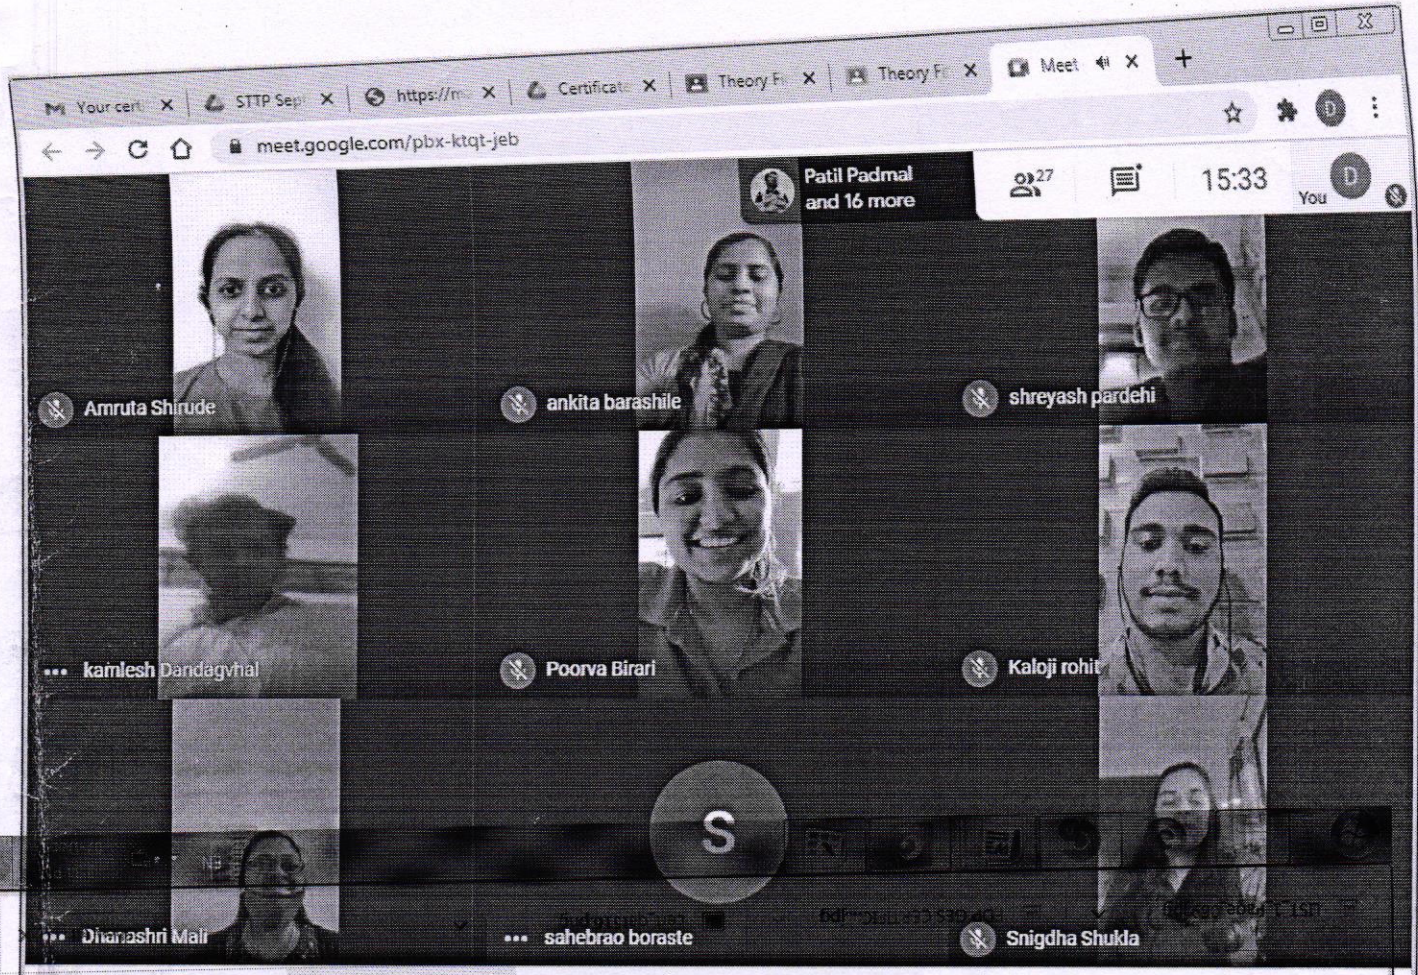 Your cert
STTP Sep
https://m
Certificate
Theory F
Theory F
Meet
meet.google.com/pbx-ktqt-jeb
Patil Padmal
and 16 more
27
15:33
You
D
D
Amruta Shirude
ankita barashile
shreyash pardehi
kamlesh Dandagvhal
Poorva Birari
Kaloji rohit
S
Dhanashri Mali
sahebrao boraste
Snigdha Shukla